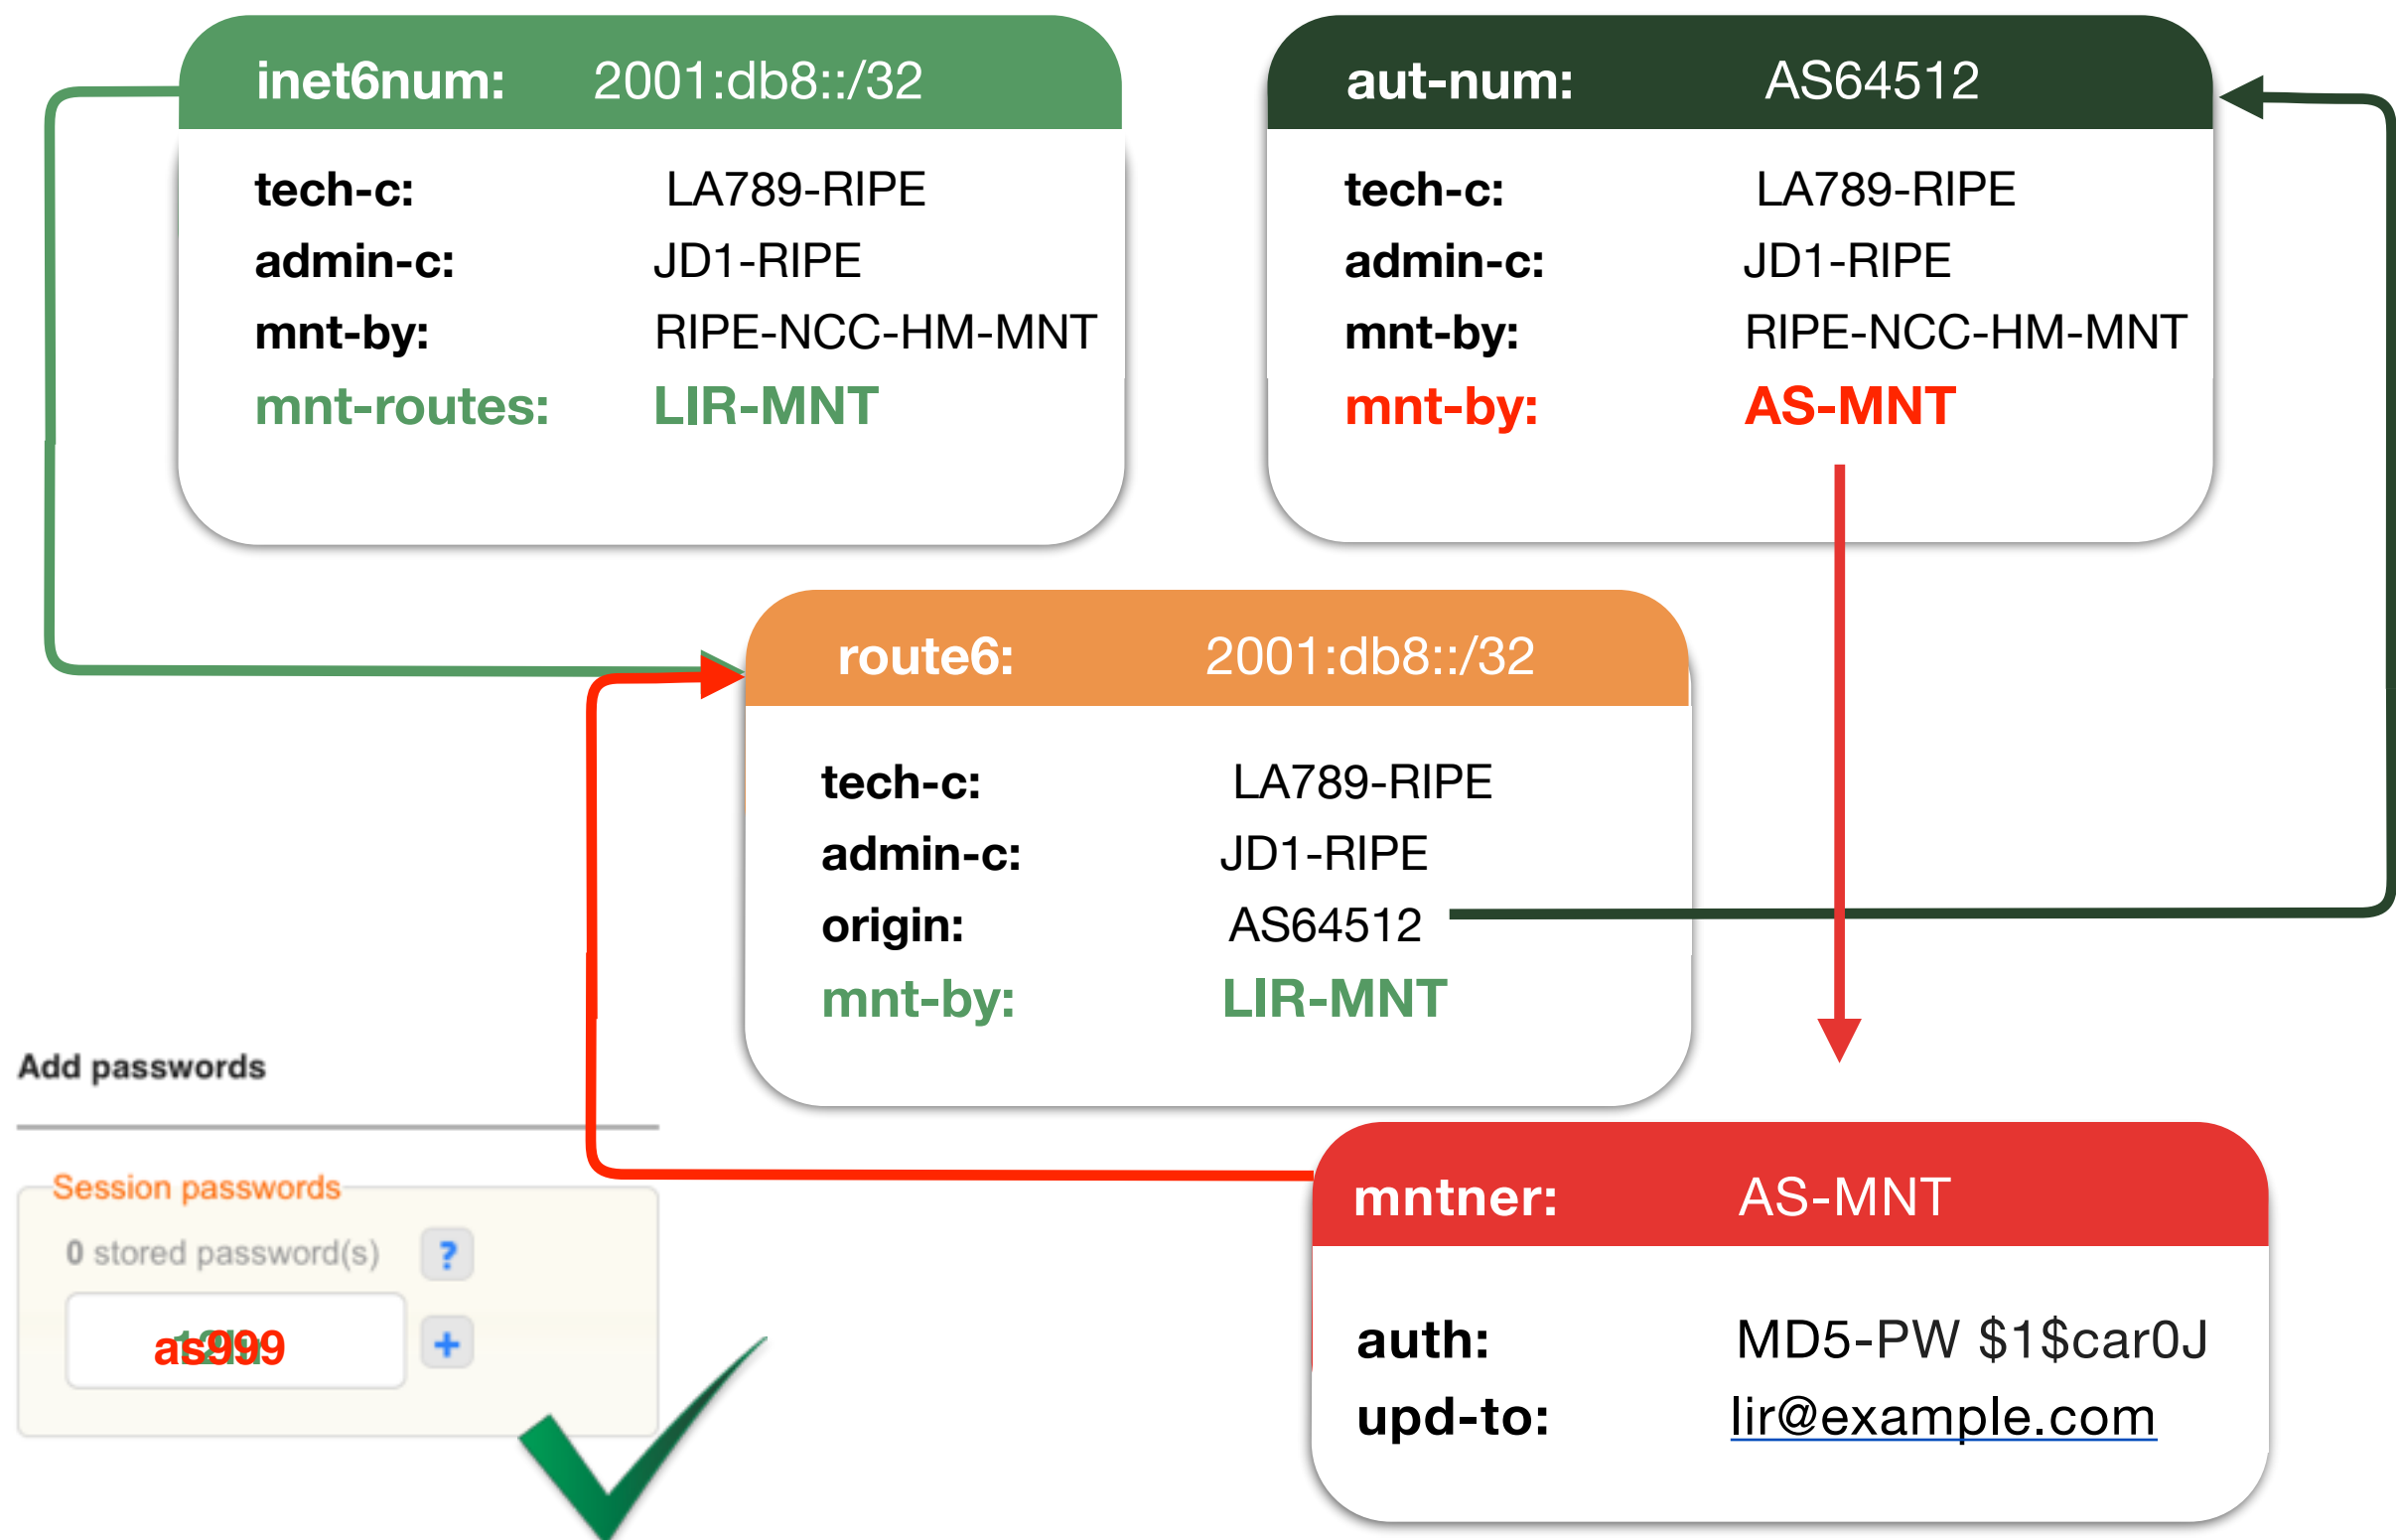 inet6num: 2001:db8::/32
tech-c: LA789-RIPE
admin-c: JD1-RIPE
mnt-by: RIPE-NCC-HM-MNT
mnt-routes: LIR-MNT
aut-num: AS64512
tech-c: LA789-RIPE
admin-c: JD1-RIPE
mnt-by: RIPE-NCC-HM-MNT
mnt-by: AS-MNT
route6: 2001:db8::/32
tech-c: LA789-RIPE
admin-c: JD1-RIPE
origin: AS64512
mnt-by: LIR-MNT
Add passwords
Session passwords
0 stored password(s) ?
as999 +
mntner: AS-MNT
auth: MD5-PW $1$car0J
upd-to: lir@example.com